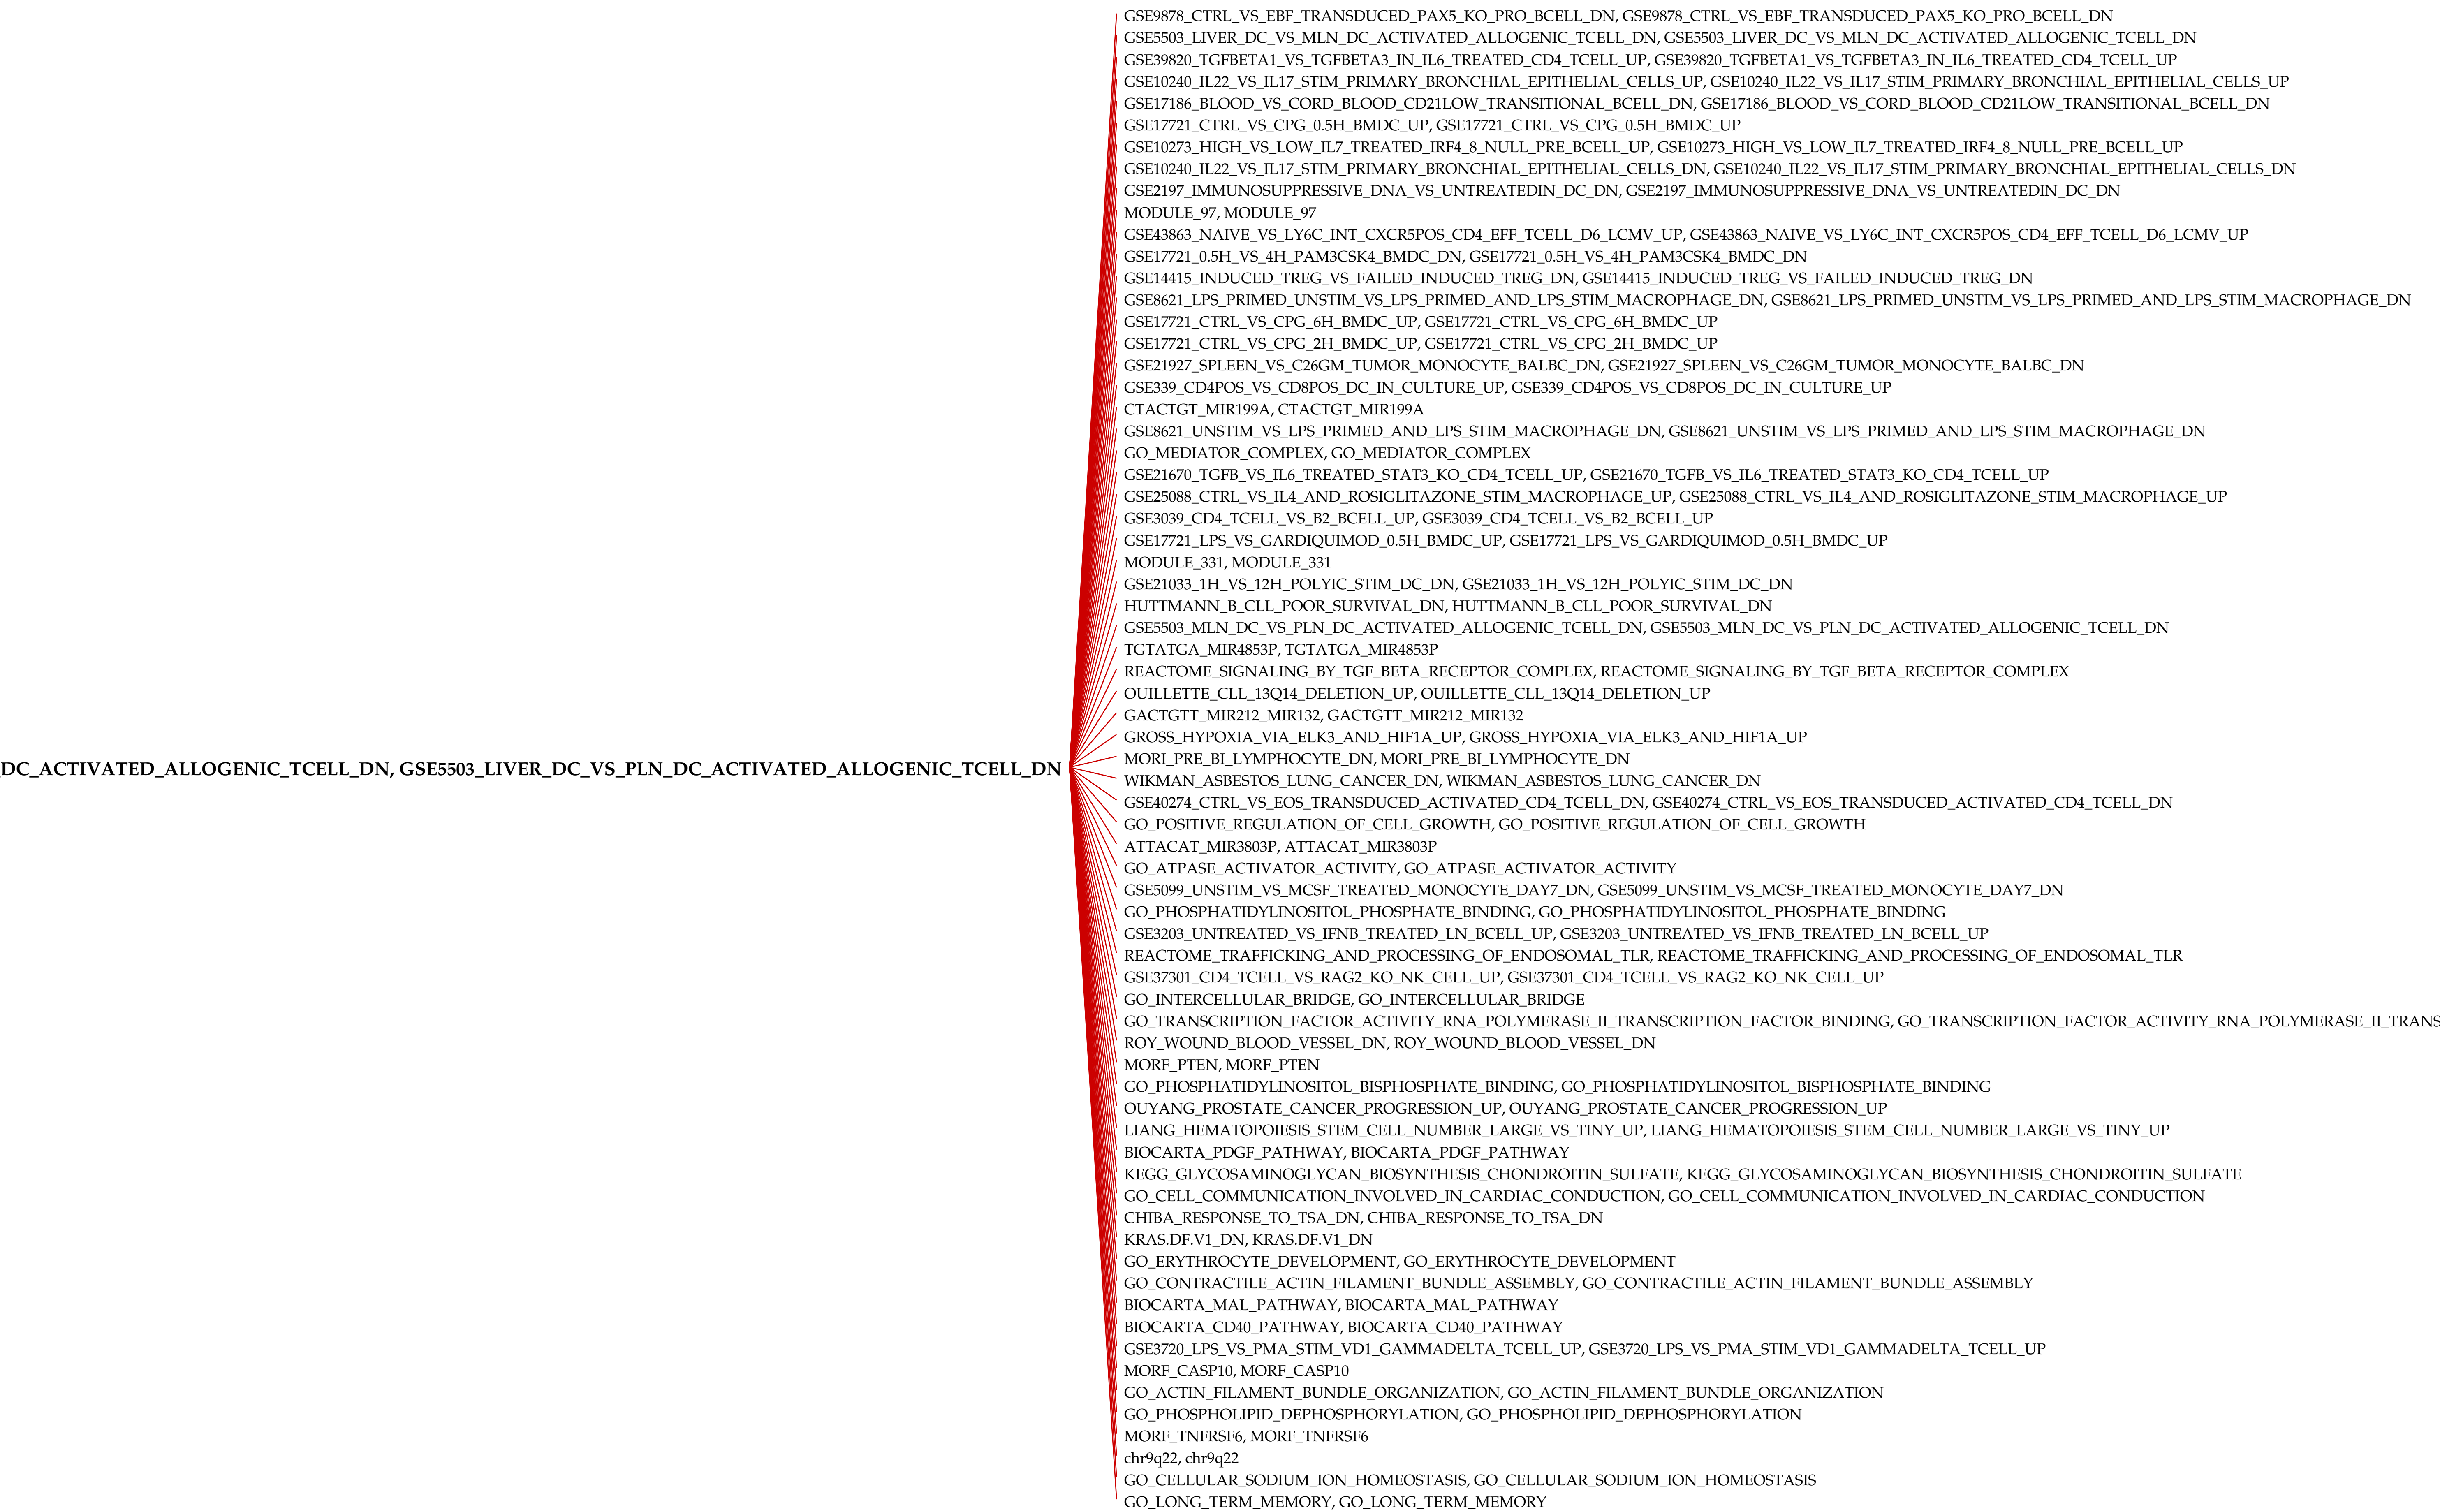 GSE9878_CTRL_VS_EBF_TRANSDUCED_PAX5_KO_PRO_BCELL_DN, GSE9878_CTRL_VS_EBF_TRANSDUCED_PAX5_KO_PRO_BCELL_DN
GSE5503_LIVER_DC_VS_MLN_DC_ACTIVATED_ALLOGENIC_TCELL_DN, GSE5503_LIVER_DC_VS_MLN_DC_ACTIVATED_ALLOGENIC_TCELL_DN
GSE39820_TGFBETA1_VS_TGFBETA3_IN_IL6_TREATED_CD4_TCELL_UP, GSE39820_TGFBETA1_VS_TGFBETA3_IN_IL6_TREATED_CD4_TCELL_UP
GSE10240_IL22_VS_IL17_STIM_PRIMARY_BRONCHIAL_EPITHELIAL_CELLS_UP, GSE10240_IL22_VS_IL17_STIM_PRIMARY_BRONCHIAL_EPITHELIAL_CELLS_UP
GSE17186_BLOOD_VS_CORD_BLOOD_CD21LOW_TRANSITIONAL_BCELL_DN, GSE17186_BLOOD_VS_CORD_BLOOD_CD21LOW_TRANSITIONAL_BCELL_DN
GSE17721_CTRL_VS_CPG_0.5H_BMDC_UP, GSE17721_CTRL_VS_CPG_0.5H_BMDC_UP
GSE10273_HIGH_VS_LOW_IL7_TREATED_IRF4_8_NULL_PRE_BCELL_UP, GSE10273_HIGH_VS_LOW_IL7_TREATED_IRF4_8_NULL_PRE_BCELL_UP
GSE10240_IL22_VS_IL17_STIM_PRIMARY_BRONCHIAL_EPITHELIAL_CELLS_DN, GSE10240_IL22_VS_IL17_STIM_PRIMARY_BRONCHIAL_EPITHELIAL_CELLS_DN
GSE2197_IMMUNOSUPPRESSIVE_DNA_VS_UNTREATEDIN_DC_DN, GSE2197_IMMUNOSUPPRESSIVE_DNA_VS_UNTREATEDIN_DC_DN
MODULE_97, MODULE_97
GSE43863_NAIVE_VS_LY6C_INT_CXCR5POS_CD4_EFF_TCELL_D6_LCMV_UP, GSE43863_NAIVE_VS_LY6C_INT_CXCR5POS_CD4_EFF_TCELL_D6_LCMV_UP
GSE17721_0.5H_VS_4H_PAM3CSK4_BMDC_DN, GSE17721_0.5H_VS_4H_PAM3CSK4_BMDC_DN
GSE14415_INDUCED_TREG_VS_FAILED_INDUCED_TREG_DN, GSE14415_INDUCED_TREG_VS_FAILED_INDUCED_TREG_DN
GSE8621_LPS_PRIMED_UNSTIM_VS_LPS_PRIMED_AND_LPS_STIM_MACROPHAGE_DN, GSE8621_LPS_PRIMED_UNSTIM_VS_LPS_PRIMED_AND_LPS_STIM_MACROPHAGE_DN
GSE17721_CTRL_VS_CPG_6H_BMDC_UP, GSE17721_CTRL_VS_CPG_6H_BMDC_UP
GSE17721_CTRL_VS_CPG_2H_BMDC_UP, GSE17721_CTRL_VS_CPG_2H_BMDC_UP
GSE21927_SPLEEN_VS_C26GM_TUMOR_MONOCYTE_BALBC_DN, GSE21927_SPLEEN_VS_C26GM_TUMOR_MONOCYTE_BALBC_DN
GSE339_CD4POS_VS_CD8POS_DC_IN_CULTURE_UP, GSE339_CD4POS_VS_CD8POS_DC_IN_CULTURE_UP
CTACTGT_MIR199A, CTACTGT_MIR199A
GSE8621_UNSTIM_VS_LPS_PRIMED_AND_LPS_STIM_MACROPHAGE_DN, GSE8621_UNSTIM_VS_LPS_PRIMED_AND_LPS_STIM_MACROPHAGE_DN
GO_MEDIATOR_COMPLEX, GO_MEDIATOR_COMPLEX
GSE21670_TGFB_VS_IL6_TREATED_STAT3_KO_CD4_TCELL_UP, GSE21670_TGFB_VS_IL6_TREATED_STAT3_KO_CD4_TCELL_UP
GSE25088_CTRL_VS_IL4_AND_ROSIGLITAZONE_STIM_MACROPHAGE_UP, GSE25088_CTRL_VS_IL4_AND_ROSIGLITAZONE_STIM_MACROPHAGE_UP
GSE3039_CD4_TCELL_VS_B2_BCELL_UP, GSE3039_CD4_TCELL_VS_B2_BCELL_UP
GSE17721_LPS_VS_GARDIQUIMOD_0.5H_BMDC_UP, GSE17721_LPS_VS_GARDIQUIMOD_0.5H_BMDC_UP
MODULE_331, MODULE_331
GSE21033_1H_VS_12H_POLYIC_STIM_DC_DN, GSE21033_1H_VS_12H_POLYIC_STIM_DC_DN
HUTTMANN_B_CLL_POOR_SURVIVAL_DN, HUTTMANN_B_CLL_POOR_SURVIVAL_DN
GSE5503_MLN_DC_VS_PLN_DC_ACTIVATED_ALLOGENIC_TCELL_DN, GSE5503_MLN_DC_VS_PLN_DC_ACTIVATED_ALLOGENIC_TCELL_DN
TGTATGA_MIR4853P, TGTATGA_MIR4853P
REACTOME_SIGNALING_BY_TGF_BETA_RECEPTOR_COMPLEX, REACTOME_SIGNALING_BY_TGF_BETA_RECEPTOR_COMPLEX
OUILLETTE_CLL_13Q14_DELETION_UP, OUILLETTE_CLL_13Q14_DELETION_UP
GACTGTT_MIR212_MIR132, GACTGTT_MIR212_MIR132
GROSS_HYPOXIA_VIA_ELK3_AND_HIF1A_UP, GROSS_HYPOXIA_VIA_ELK3_AND_HIF1A_UP
MORI_PRE_BI_LYMPHOCYTE_DN, MORI_PRE_BI_LYMPHOCYTE_DN
DC_ACTIVATED_ALLOGENIC_TCELL_DN, GSE5503_LIVER_DC_VS_PLN_DC_ACTIVATED_ALLOGENIC_TCELL_DN
WIKMAN_ASBESTOS_LUNG_CANCER_DN, WIKMAN_ASBESTOS_LUNG_CANCER_DN
GSE40274_CTRL_VS_EOS_TRANSDUCED_ACTIVATED_CD4_TCELL_DN, GSE40274_CTRL_VS_EOS_TRANSDUCED_ACTIVATED_CD4_TCELL_DN
GO_POSITIVE_REGULATION_OF_CELL_GROWTH, GO_POSITIVE_REGULATION_OF_CELL_GROWTH
ATTACAT_MIR3803P, ATTACAT_MIR3803P
GO_ATPASE_ACTIVATOR_ACTIVITY, GO_ATPASE_ACTIVATOR_ACTIVITY
GSE5099_UNSTIM_VS_MCSF_TREATED_MONOCYTE_DAY7_DN, GSE5099_UNSTIM_VS_MCSF_TREATED_MONOCYTE_DAY7_DN
GO_PHOSPHATIDYLINOSITOL_PHOSPHATE_BINDING, GO_PHOSPHATIDYLINOSITOL_PHOSPHATE_BINDING
GSE3203_UNTREATED_VS_IFNB_TREATED_LN_BCELL_UP, GSE3203_UNTREATED_VS_IFNB_TREATED_LN_BCELL_UP
REACTOME_TRAFFICKING_AND_PROCESSING_OF_ENDOSOMAL_TLR, REACTOME_TRAFFICKING_AND_PROCESSING_OF_ENDOSOMAL_TLR
GSE37301_CD4_TCELL_VS_RAG2_KO_NK_CELL_UP, GSE37301_CD4_TCELL_VS_RAG2_KO_NK_CELL_UP
GO_INTERCELLULAR_BRIDGE, GO_INTERCELLULAR_BRIDGE
GO_TRANSCRIPTION_FACTOR_ACTIVITY_RNA_POLYMERASE_II_TRANSCRIPTION_FACTOR_BINDING, GO_TRANSCRIPTION_FACTOR_ACTIVITY_RNA_POLYMERASE_II_TRANS
ROY_WOUND_BLOOD_VESSEL_DN, ROY_WOUND_BLOOD_VESSEL_DN
MORF_PTEN, MORF_PTEN
GO_PHOSPHATIDYLINOSITOL_BISPHOSPHATE_BINDING, GO_PHOSPHATIDYLINOSITOL_BISPHOSPHATE_BINDING
OUYANG_PROSTATE_CANCER_PROGRESSION_UP, OUYANG_PROSTATE_CANCER_PROGRESSION_UP
LIANG_HEMATOPOIESIS_STEM_CELL_NUMBER_LARGE_VS_TINY_UP, LIANG_HEMATOPOIESIS_STEM_CELL_NUMBER_LARGE_VS_TINY_UP
BIOCARTA_PDGF_PATHWAY, BIOCARTA_PDGF_PATHWAY
KEGG_GLYCOSAMINOGLYCAN_BIOSYNTHESIS_CHONDROITIN_SULFATE, KEGG_GLYCOSAMINOGLYCAN_BIOSYNTHESIS_CHONDROITIN_SULFATE
GO_CELL_COMMUNICATION_INVOLVED_IN_CARDIAC_CONDUCTION, GO_CELL_COMMUNICATION_INVOLVED_IN_CARDIAC_CONDUCTION
CHIBA_RESPONSE_TO_TSA_DN, CHIBA_RESPONSE_TO_TSA_DN
KRAS.DF.V1_DN, KRAS.DF.V1_DN
GO_ERYTHROCYTE_DEVELOPMENT, GO_ERYTHROCYTE_DEVELOPMENT
GO_CONTRACTILE_ACTIN_FILAMENT_BUNDLE_ASSEMBLY, GO_CONTRACTILE_ACTIN_FILAMENT_BUNDLE_ASSEMBLY
BIOCARTA_MAL_PATHWAY, BIOCARTA_MAL_PATHWAY
BIOCARTA_CD40_PATHWAY, BIOCARTA_CD40_PATHWAY
GSE3720_LPS_VS_PMA_STIM_VD1_GAMMADELTA_TCELL_UP, GSE3720_LPS_VS_PMA_STIM_VD1_GAMMADELTA_TCELL_UP
MORF_CASP10, MORF_CASP10
GO_ACTIN_FILAMENT_BUNDLE_ORGANIZATION, GO_ACTIN_FILAMENT_BUNDLE_ORGANIZATION
GO_PHOSPHOLIPID_DEPHOSPHORYLATION, GO_PHOSPHOLIPID_DEPHOSPHORYLATION
MORF_TNFRSF6, MORF_TNFRSF6
chr9q22, chr9q22
GO_CELLULAR_SODIUM_ION_HOMEOSTASIS, GO_CELLULAR_SODIUM_ION_HOMEOSTASIS
GO_LONG_TERM_MEMORY, GO_LONG_TERM_MEMORY